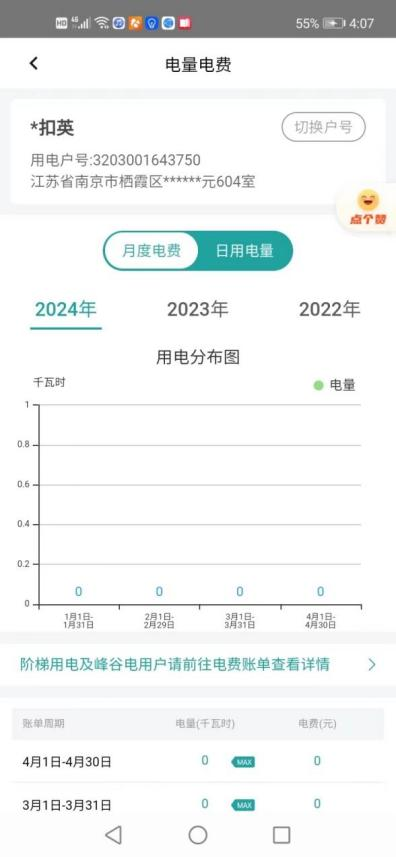 HD 4G 55% 4:07
电量电费
*扣英
切换户号
用电户号:3203001643750
江苏省南京市栖霞区******元604室
点个赞
月度电费 日用电量
2024年 2023年 2022年
用电分布图
千瓦时 电量
1
0.8
0.6
0.4
0.2
0 0 0 0
0
1月1日- 2月1日- 3月1日- 4月1日-
1月31日 2月29日 3月31日 4月30日
阶梯用电及峰谷电用户请前往电费账单查看详情
账单周期 电量(千瓦时) 电费(元)
4月1日-4月30日 0 MAX 0
3月1日-3月31日 0 MAX 0